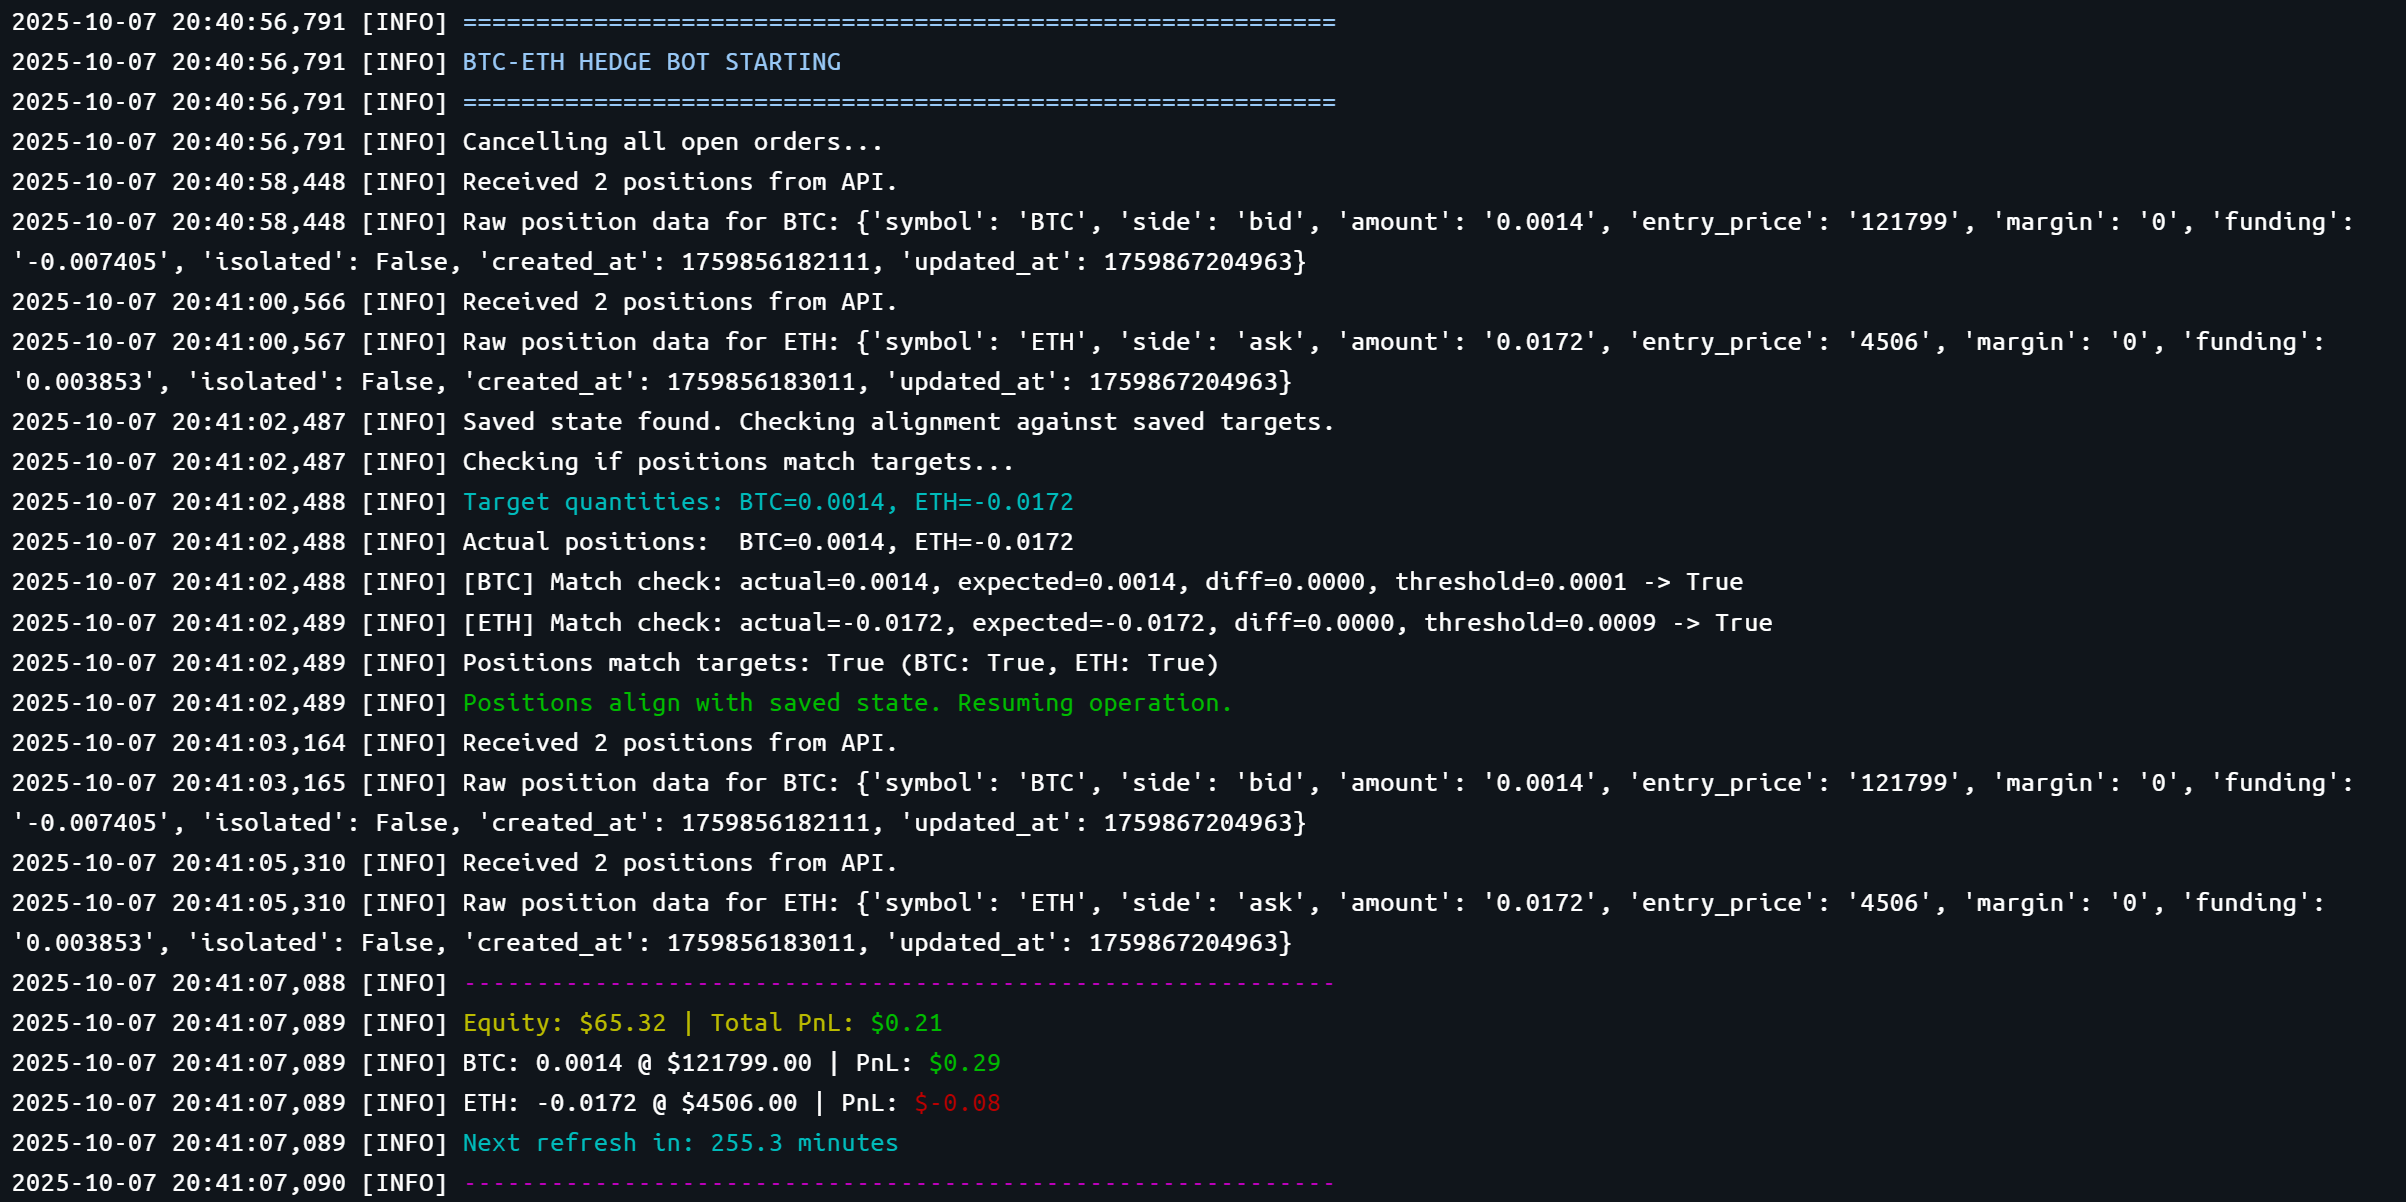 2025-10-07 20:40:56,791 [INFO] ============================================================
2025-10-07 20:40:56,791 [INFO] BTC-ETH HEDGE BOT STARTING
2025-10-07 20:40:56,791 [INFO] ============================================================
2025-10-07 20:40:56,791 [INFO] Cancelling all open orders...
2025-10-07 20:40:58,448 [INFO] Received 2 positions from API.
2025-10-07 20:40:58,448 [INFO] Raw position data for BTC: {'symbol': 'BTC', 'side': 'bid', 'amount': '0.0014', 'entry_price': '121799', 'margin': '0', 'funding':
'-0.007405', 'isolated': False, 'created_at': 1759856182111, 'updated_at': 1759867204963}
2025-10-07 20:41:00,566 [INFO] Received 2 positions from API.
2025-10-07 20:41:00,567 [INFO] Raw position data for ETH: {'symbol': 'ETH', 'side': 'ask', 'amount': '0.0172', 'entry_price': '4506', 'margin': '0', 'funding':
'0.003853', 'isolated': False, 'created_at': 1759856183011, 'updated_at': 1759867204963}
2025-10-07 20:41:02,487 [INFO] Saved state found. Checking alignment against saved targets.
2025-10-07 20:41:02,487 [INFO] Checking if positions match targets...
2025-10-07 20:41:02,488 [INFO] Target quantities: BTC=0.0014, ETH=-0.0172
2025-10-07 20:41:02,488 [INFO] Actual positions:  BTC=0.0014, ETH=-0.0172
2025-10-07 20:41:02,488 [INFO] [BTC] Match check: actual=0.0014, expected=0.0014, diff=0.0000, threshold=0.0001 -> True
2025-10-07 20:41:02,489 [INFO] [ETH] Match check: actual=-0.0172, expected=-0.0172, diff=0.0000, threshold=0.0009 -> True
2025-10-07 20:41:02,489 [INFO] Positions match targets: True (BTC: True, ETH: True)
2025-10-07 20:41:02,489 [INFO] Positions align with saved state. Resuming operation.
2025-10-07 20:41:03,164 [INFO] Received 2 positions from API.
2025-10-07 20:41:03,165 [INFO] Raw position data for BTC: {'symbol': 'BTC', 'side': 'bid', 'amount': '0.0014', 'entry_price': '121799', 'margin': '0', 'funding':
'-0.007405', 'isolated': False, 'created_at': 1759856182111, 'updated_at': 1759867204963}
2025-10-07 20:41:05,310 [INFO] Received 2 positions from API.
2025-10-07 20:41:05,310 [INFO] Raw position data for ETH: {'symbol': 'ETH', 'side': 'ask', 'amount': '0.0172', 'entry_price': '4506', 'margin': '0', 'funding':
'0.003853', 'isolated': False, 'created_at': 1759856183011, 'updated_at': 1759867204963}
2025-10-07 20:41:07,088 [INFO] ------------------------------------------------------------
2025-10-07 20:41:07,089 [INFO] Equity: $65.32 | Total PnL: $0.21
2025-10-07 20:41:07,089 [INFO] BTC: 0.0014 @ $121799.00 | PnL: $0.29
2025-10-07 20:41:07,089 [INFO] ETH: -0.0172 @ $4506.00 | PnL: $-0.08
2025-10-07 20:41:07,089 [INFO] Next refresh in: 255.3 minutes
2025-10-07 20:41:07,090 [INFO] ------------------------------------------------------------